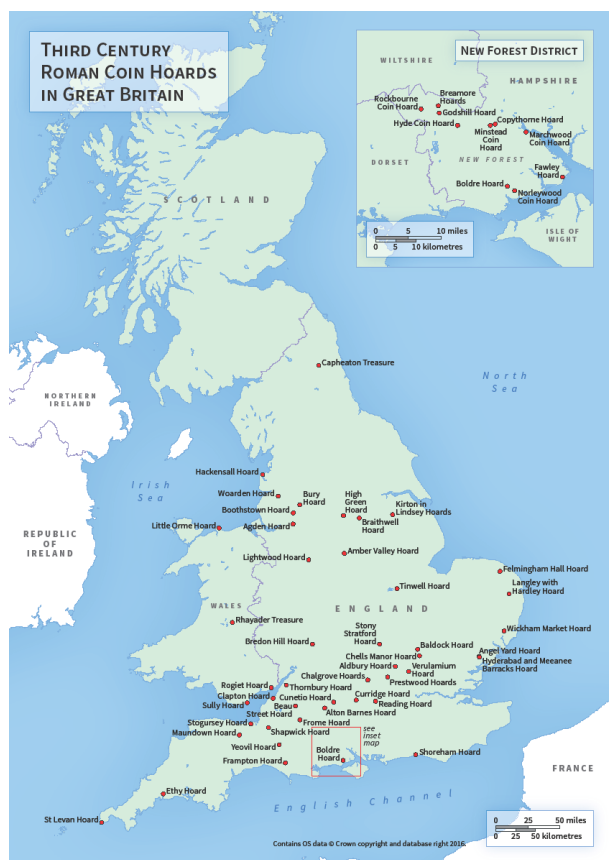 THIRD CENTURY
ROMAN COIN HOARDS
IN GREAT BRITAIN
NEW FOREST DISTRICT
WILTSHIRE
HAMPSHIRE
Rockbourne
Coin Hoard
Breamore
Hoards
Godshill Hoard
Hyde Coin Hoard
Copythorne Hoard
Minstead
Coin
Hoard
Marchwood
Coin Hoard
DORSET
NEW FOREST
Fawley
Hoard
Boldre Hoard
Norleywood
Coin Hoard
ISLE OF
WIGHT
0 5 10 miles
0 5 10 kilometres
SCOTLAND
Capheaton Treasure
North
Sea
NORTHERN
IRELAND
Irish
Sea
REPUBLIC
OF
IRELAND
Hackensall Hoard
Woarden Hoard
Bury
Hoard
Boothstown Hoard
Agden Hoard
Little Orme Hoard
High
Green
Hoard
Braithwell
Hoard
Kirton in
Lindsey Hoards
Lightwood Hoard
Amber Valley Hoard
Felmingham Hall Hoard
Langley with
Hardley Hoard
Tinwell Hoard
WALES
ENGLAND
Rhayader Treasure
Bredon Hill Hoard
Stony
Stratford
Hoard
Wickham Market Hoard
Baldock Hoard
Chells Manor Hoard
Angel Yard Hoard
Hyderabad and Meeanee
Barracks Hoard
Aldbury Hoard
Verulamium
Hoard
Chalgrove Hoards
Prestwood Hoards
Rogiet Hoard
Thornbury Hoard
Clapton Hoard
Cunetio Hoard
Curridge Hoard
Sully Hoard
Beau
Street Hoard
Reading Hoard
Alton Barnes Hoard
Stogursey Hoard
Frome Hoard
Maundown Hoard
Shapwick Hoard
see
inset
map
Yeovil Hoard
Boldre
Hoard
Shoreham Hoard
Frampton Hoard
FRANCE
Ethy Hoard
English Channel
St Levan Hoard
0 25 50 miles
0 25 50 kilometres
Contains OS data © Crown copyright and database right 2016.